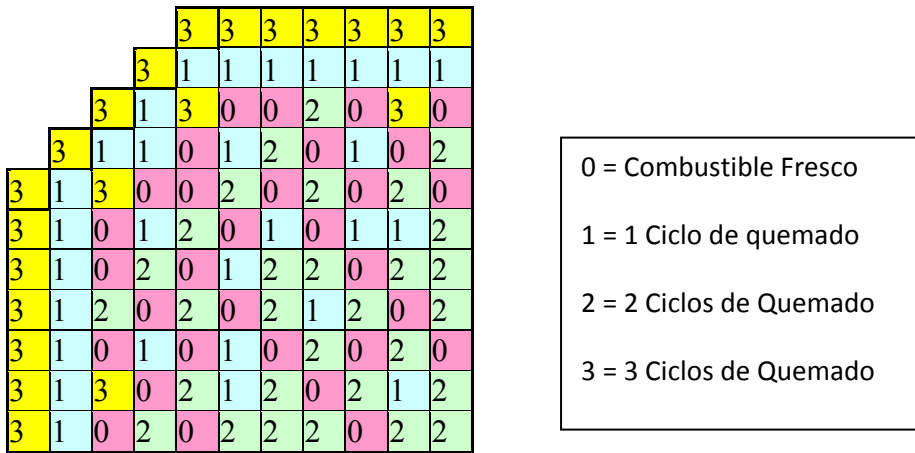 3 3 3 3 3 3 3
3 1 1 1 1 1 1 1
3 1 3 0 0 2 0 3 0
3 1 1 0 1 2 0 1 0 2
3 1 3 0 0 2 0 2 0 2 0
3 1 0 1 2 0 1 0 1 1 2
3 1 0 2 0 1 2 2 0 2 2
3 1 2 0 2 0 2 1 2 0 2
3 1 0 1 0 1 0 2 0 2 0
3 1 3 0 2 1 2 0 2 1 2
3 1 0 2 0 2 2 2 0 2 2
0 = Combustible Fresco
1 = 1 Ciclo de quemado
2 = 2 Ciclos de Quemado
3 = 3 Ciclos de Quemado